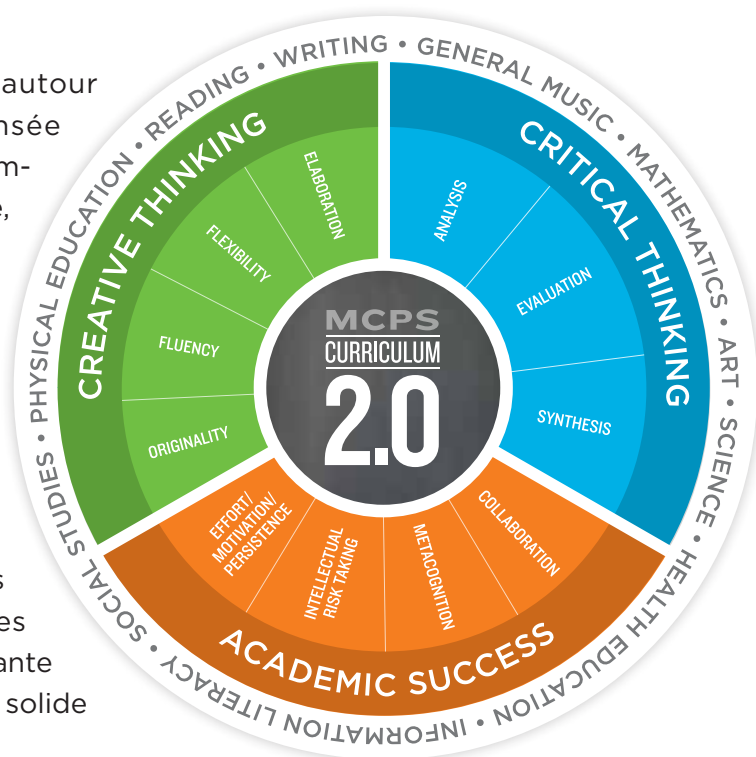 autour
nsée
m-
e,
s
es
ante
solide
WRITING • GENERAL MUSIC • MATHEMATICS • ART • SCIENCE • HEALTH EDUCATION • INFORMATION LITERACY • SOCIAL STUDIES • PHYSICAL EDUCATION • READING •
CREATIVE THINKING
ELABORATION
FLEXIBILITY
FLUENCY
ORIGINALITY
CRITICAL THINKING
ANALYSIS
EVALUATION
SYNTHESIS
MCPS
CURRICULUM
2.0
EFFORT/
MOTIVATION/
PERSISTENCE
INTELLECTUAL
RISK TAKING
METACOGNITION
COLLABORATION
ACADEMIC SUCCESS